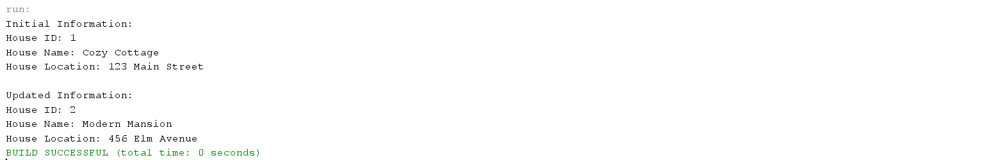 run:
Initial Information:
House ID: 1
House Name: Cozy Cottage
House Location: 123 Main Street

Updated Information:
House ID: 2
House Name: Modern Mansion
House Location: 456 Elm Avenue
BUILD SUCCESSFUL (total time: 0 seconds)